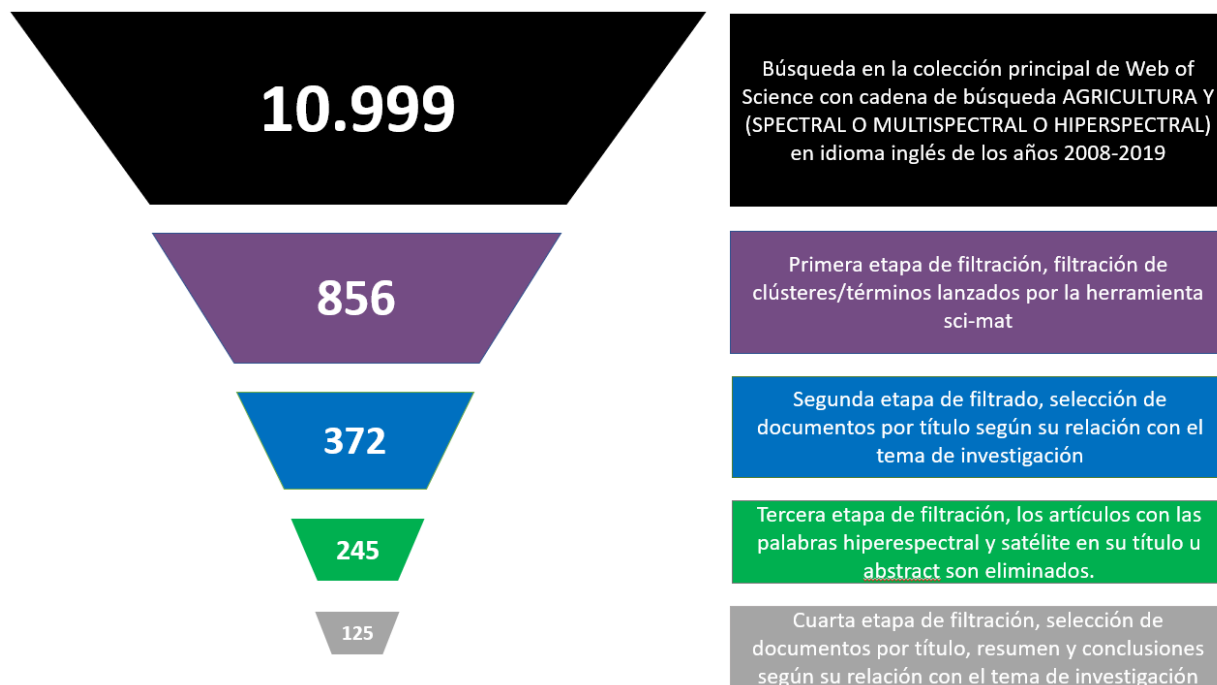 10.999
Búsqueda en la colección principal de Web of
Science con cadena de búsqueda AGRICULTURA Y
(SPECTRAL O MULTISPECTRAL O HIPERSPECTRAL)
en idioma inglés de los años 2008-2019
856
Primera etapa de filtración, filtración de
clústeres/términos lanzados por la herramienta
sci-mat
372
Segunda etapa de filtrado, selección de
documentos por título según su relación con el
tema de investigación
245
Tercera etapa de filtración, los artículos con las
palabras hiperespectral y satélite en su título u
abstract son eliminados.
125
Cuarta etapa de filtración, selección de
documentos por título, resumen y conclusiones
según su relación con el tema de investigación